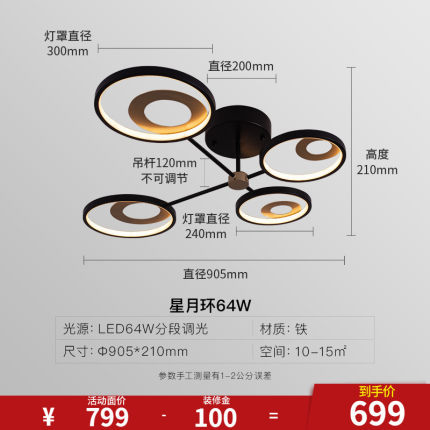 灯罩直径
300mm
直径200mm
吊杆120mm
不可调节
高度
210mm
灯罩直径
240mm
直径905mm
星月环64W
光源: LED64W分段调光
材质: 铁
尺寸: Φ905*210mm
空间: 10-15㎡
参数手工测量有1-2公分误差
活动面价
装修金
到手价
¥ 799 - 100 = 699